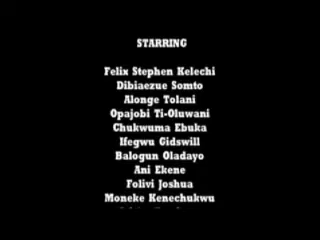 STARRING
Felix Stephen Kelechi
Dibiaezue Somto
Alonge Tolani
Opajobi Ti-Oluwani
Chukwuma Ebuka
Ifegwu Gidswill
Balogun Oladayo
Ani Ekene
Folivi Joshua
Moneke Kenechukwu